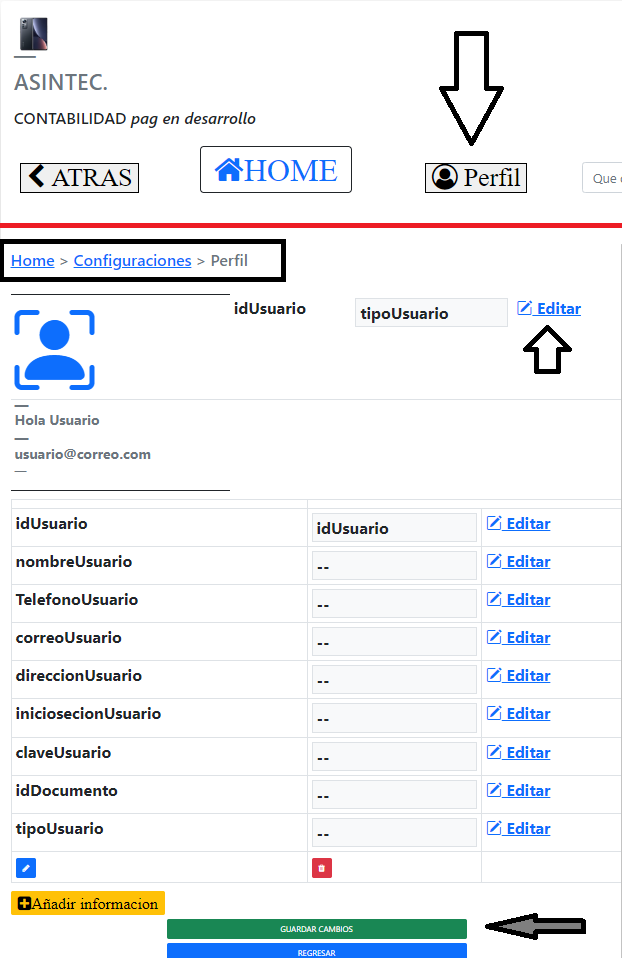 ASINTEC.
CONTABILIDAD pag en desarrollo
ATRAS HOME Perfil Que
Home > Configuraciones > Perfil
idUsuario tipoUsuario Editar
Hola Usuario
usuario@correo.com
idUsuario idUsuario Editar
nombreUsuario -- Editar
TelefonoUsuario -- Editar
correoUsuario -- Editar
direccionUsuario -- Editar
iniciosecionUsuario -- Editar
claveUsuario -- Editar
idDocumento -- Editar
tipoUsuario -- Editar
Añadir informacion
GUARDAR CAMBIOS
REGRESAR